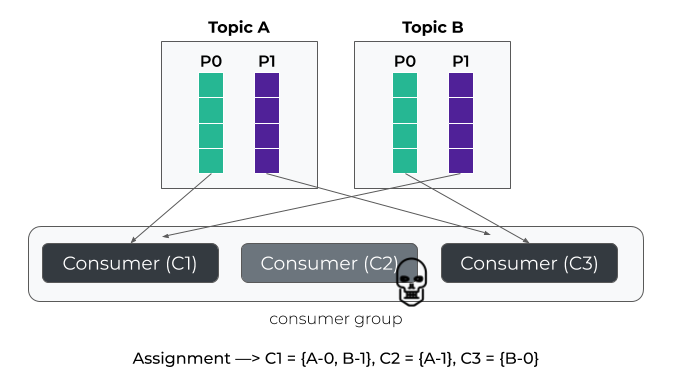 Topic A Topic B
P0 P1 P0 P1
Consumer (C1) Consumer (C2) Consumer (C3)
consumer group
Assignment —> C1 = {A-0, B-1}, C2 = {A-1}, C3 = {B-0}